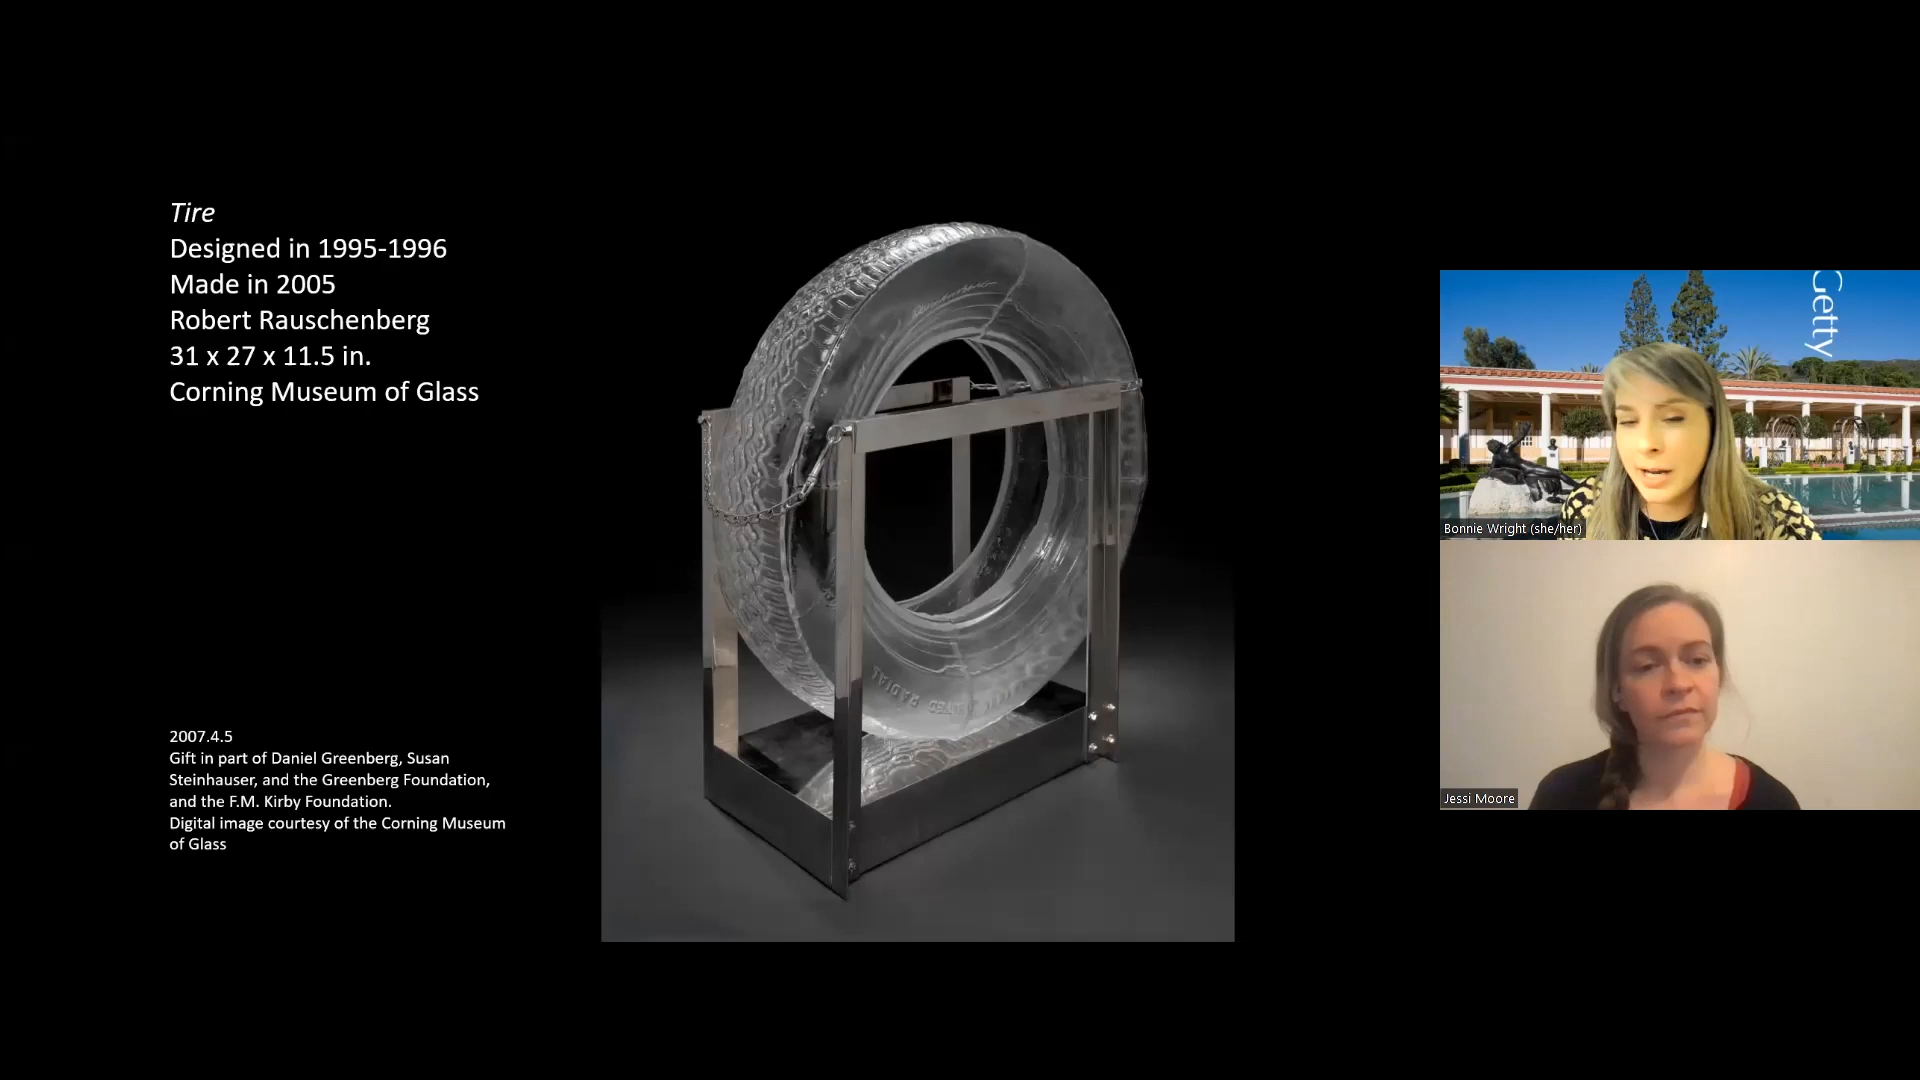 Tire
Designed in 1995-1996
Made in 2005
Robert Rauschenberg
31 x 27 x 11.5 in.
Corning Museum of Glass
2007.4.5
Gift in part of Daniel Greenberg, Susan
Steinhauser, and the Greenberg Foundation,
and the F.M. Kirby Foundation.
Digital image courtesy of the Corning Museum
of Glass
RADIAL
Getty
Bonnie Wright (she/her)
Jessi Moore